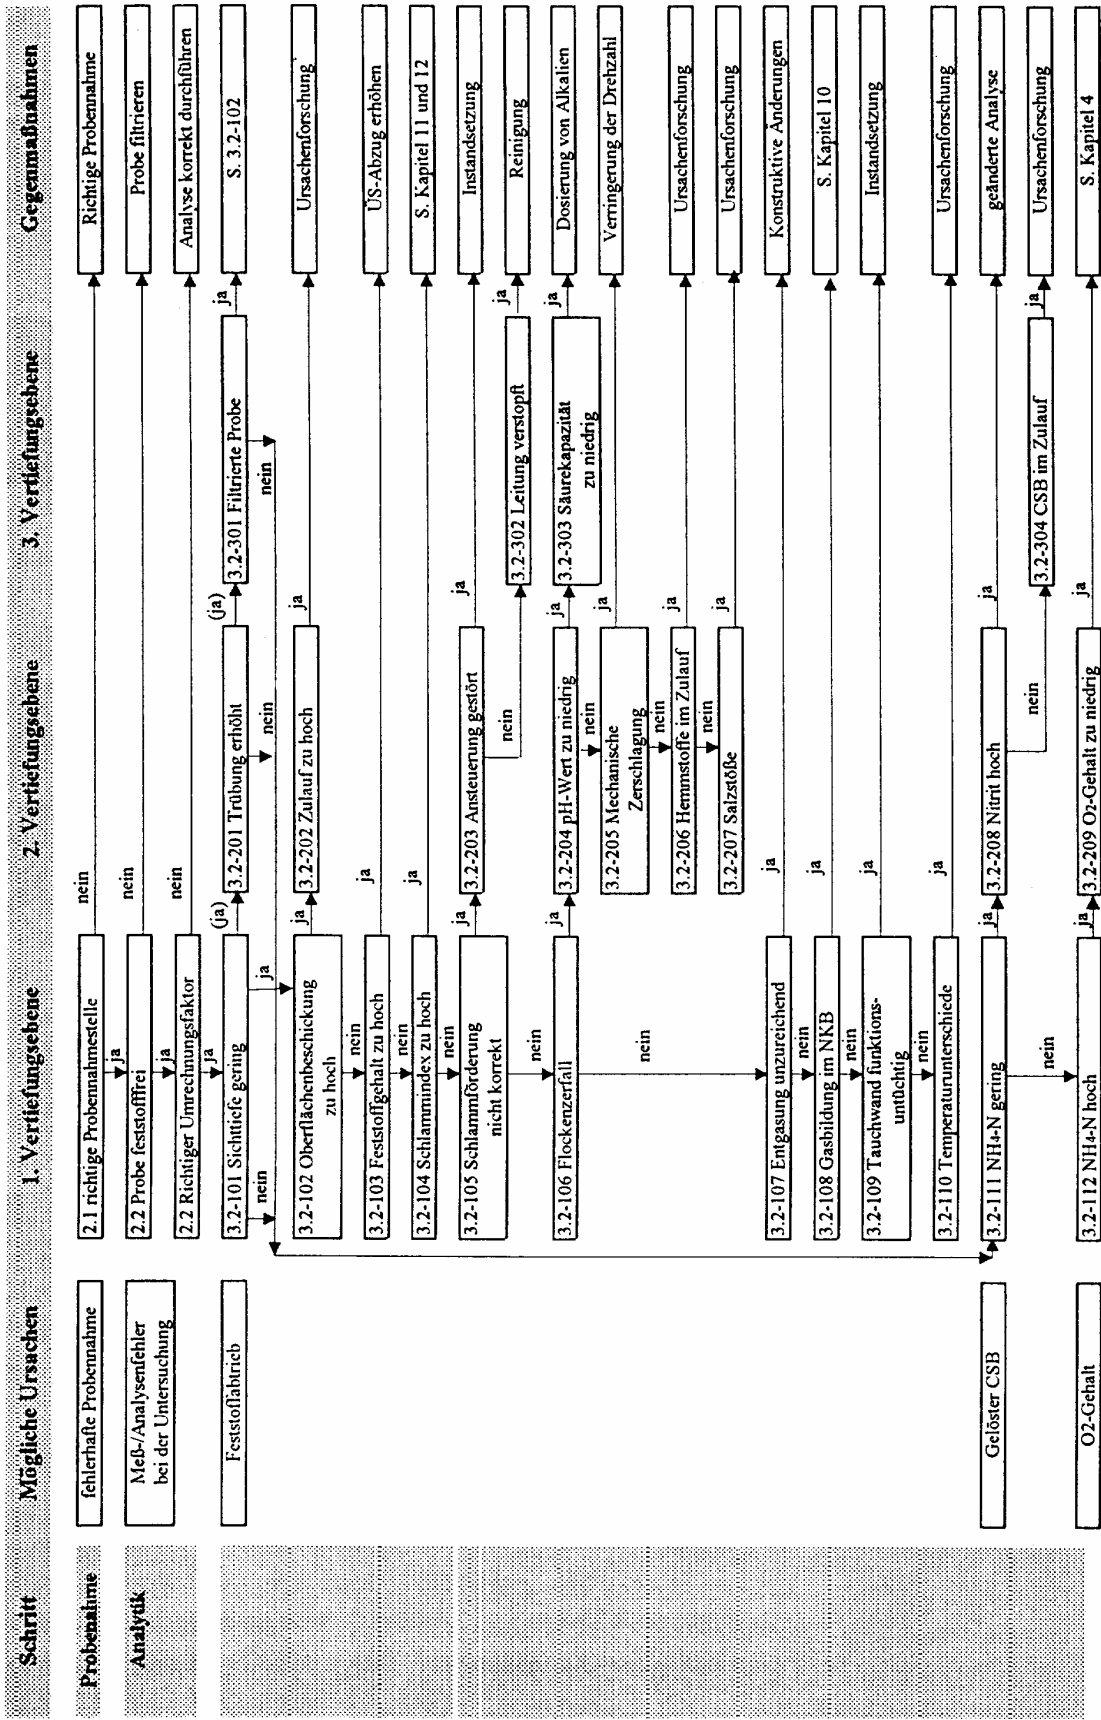 Schritt Mögliche Ursachen 1. Vertiefungsebene 2. Vertiefungsebene 3. Vertiefungsebene Gegenmaßnahmen
Probenahme
fehlerhafte Probennahme
2.1 richtige Probennahmestelle
nein
Richtige Probennahme
ja
Analytik
Meß-/Analysenfehler
bei der Untersuchung
2.2 Probe feststofffrei
nein
Probe filtrieren
ja
2.2 Richtiger Umrechnungsfaktor
nein
Analyse korrekt durchführen
ja
Feststoffabtrieb
3.2-101 Sichttiefe gering
(ja)
3.2-201 Trübung erhöht
(ja)
3.2-301 Filtrierte Probe
ja
S. 3.2-102
nein
ja
nein
nein
3.2-102 Oberflächenbeschickung
zu hoch
ja
3.2-202 Zulauf zu hoch
ja
Ursachenforschung
nein
3.2-103 Feststoffgehalt zu hoch
ja
ÜS-Abzug erhöhen
nein
3.2-104 Schlammindex zu hoch
ja
S. Kapitel 11 und 12
nein
3.2-105 Schlammförderung
nicht korrekt
ja
3.2-203 Ansteuerung gestört
ja
Instandsetzung
nein
nein
3.2-302 Leitung verstopft
ja
Reinigung
3.2-106 Flockenzerfall
ja
3.2-204 pH-Wert zu niedrig
ja
3.2-303 Säurekapazität
zu niedrig
ja
Dosierung von Alkalien
nein
3.2-205 Mechanische
Zerschlagung
ja
Verringerung der Drehzahl
nein
nein
3.2-206 Hemmstoffe im Zulauf
ja
Ursachenforschung
nein
3.2-207 Salzstöße
ja
Ursachenforschung
3.2-107 Entgasung unzureichend
ja
Konstruktive Änderungen
nein
3.2-108 Gasbildung im NKB
ja
S. Kapitel 10
nein
3.2-109 Tauchwand funktions-
untüchtig
ja
Instandsetzung
nein
3.2-110 Temperaturunterschiede
ja
Ursachenforschung
Gelöster CSB
3.2-111 NH4-N gering
ja
3.2-208 Nitrit hoch
ja
geänderte Analyse
nein
nein
3.2-304 CSB im Zulauf
ja
Ursachenforschung
O2-Gehalt
3.2-112 NH4-N hoch
ja
3.2-209 O2-Gehalt zu niedrig
ja
S. Kapitel 4